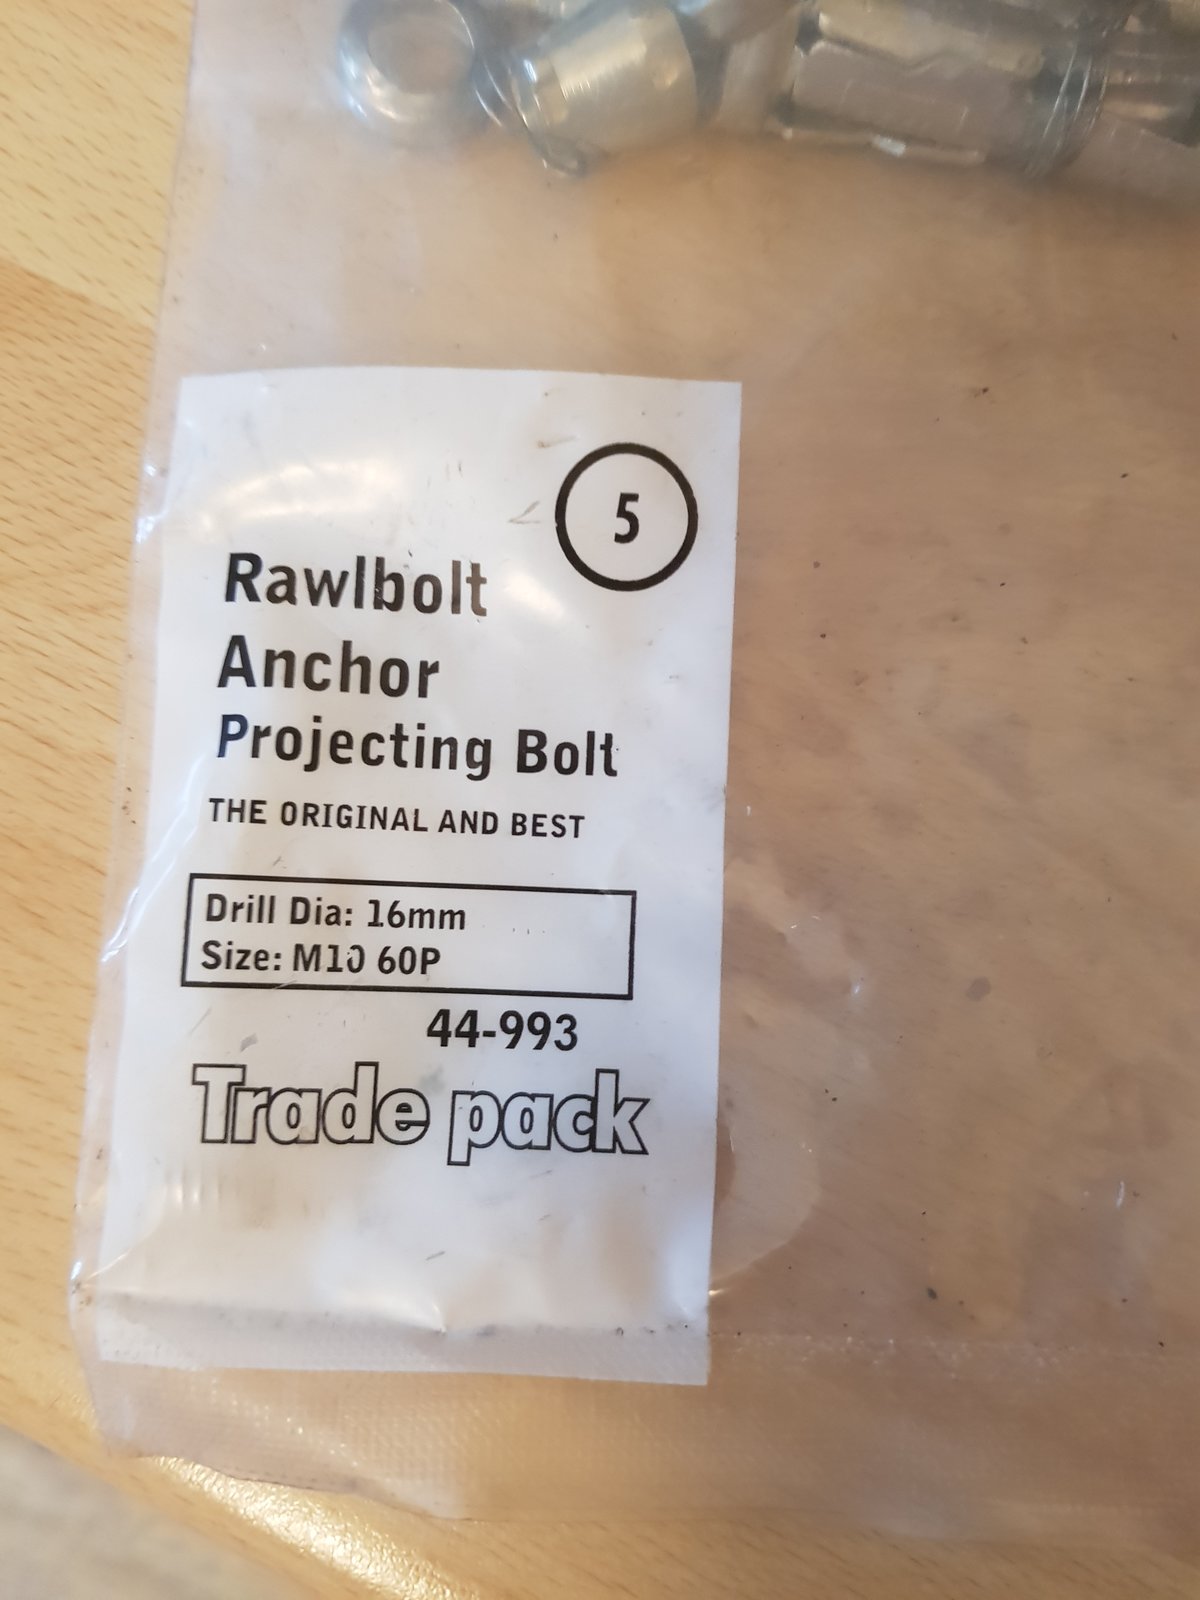 5
Rawlbolt
Anchor
Projecting Bolt
THE ORIGINAL AND BEST
Drill Dia: 16mm
Size: M10 60P
44-993
Trade pack